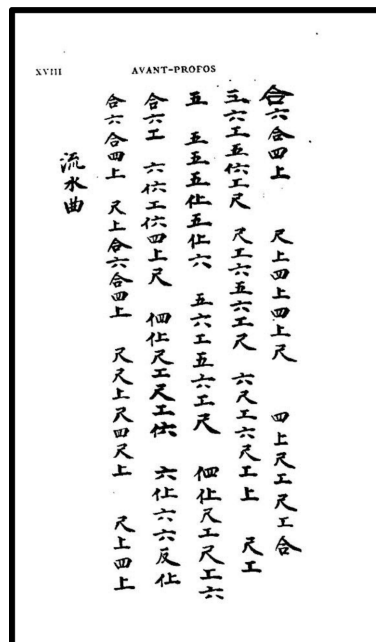 XVIII AVANT-PROPOS
合六合四上 尺上四上四上尺 四上尺工尺工合
三六工五㐲工尺 尺工六五六工尺 六尺工六尺工上 尺工
五 五五五仩五仩六 五六工五六工尺 伵仩尺工尺工六
合六工 六㐲工㐲四上尺 伵仩尺工尺工㐲 六仩六六反仩
合六合四上 尺上合六合四上 尺尺上尺四尺上 尺上四上
流水曲